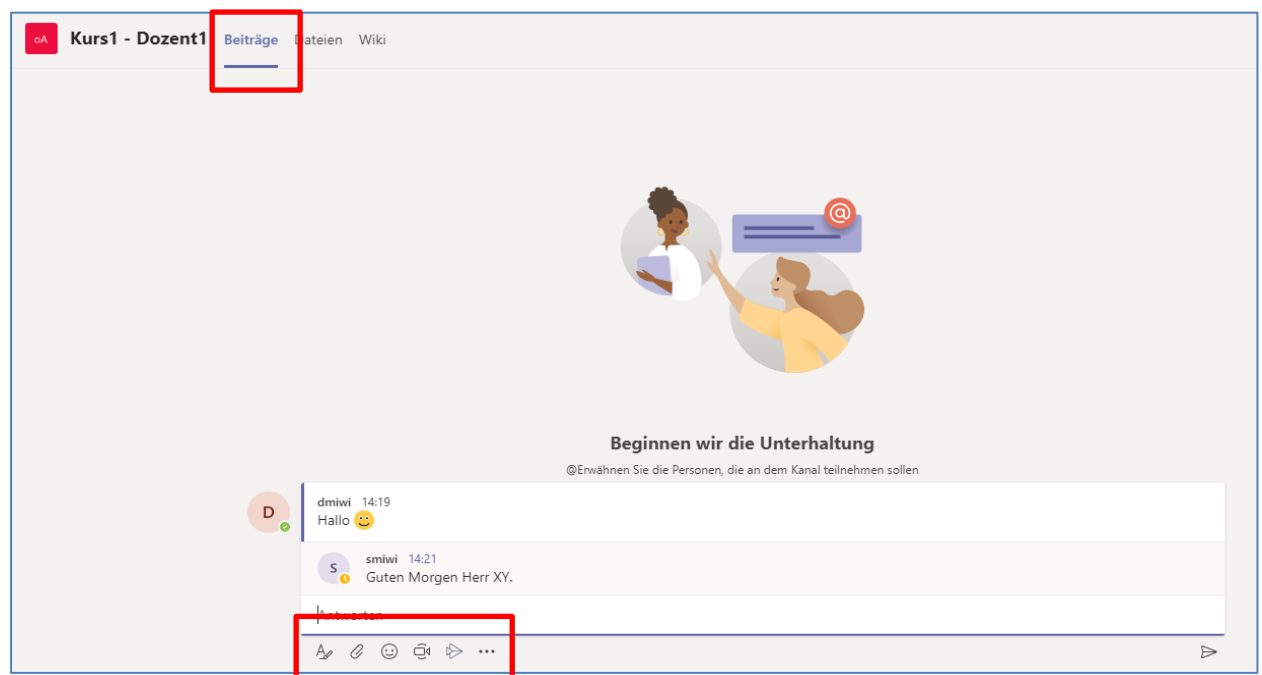 oA Kurs1 - Dozent1 Beiträge Dateien Wiki
@
Beginnen wir die Unterhaltung
@Erwähnen Sie die Personen, die an dem Kanal teilnehmen sollen
D
dmiwi 14:19
Hallo 🙂
S
smiwi 14:21
Guten Morgen Herr XY.
Antworten